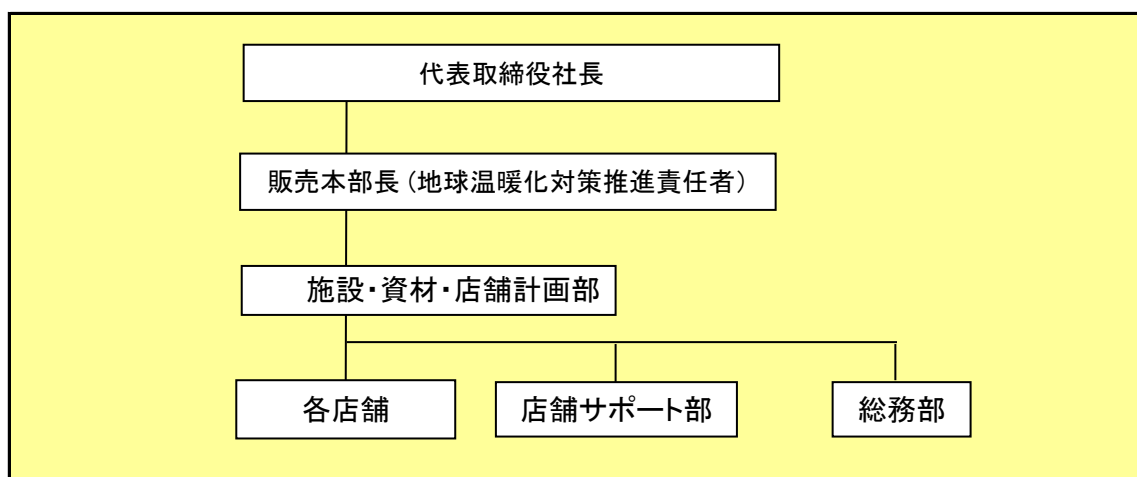 代表取締役社長
販売本部長（地球温暖化対策推進責任者）
施設・資材・店舗計画部
各店舗
店舗サポート部
総務部